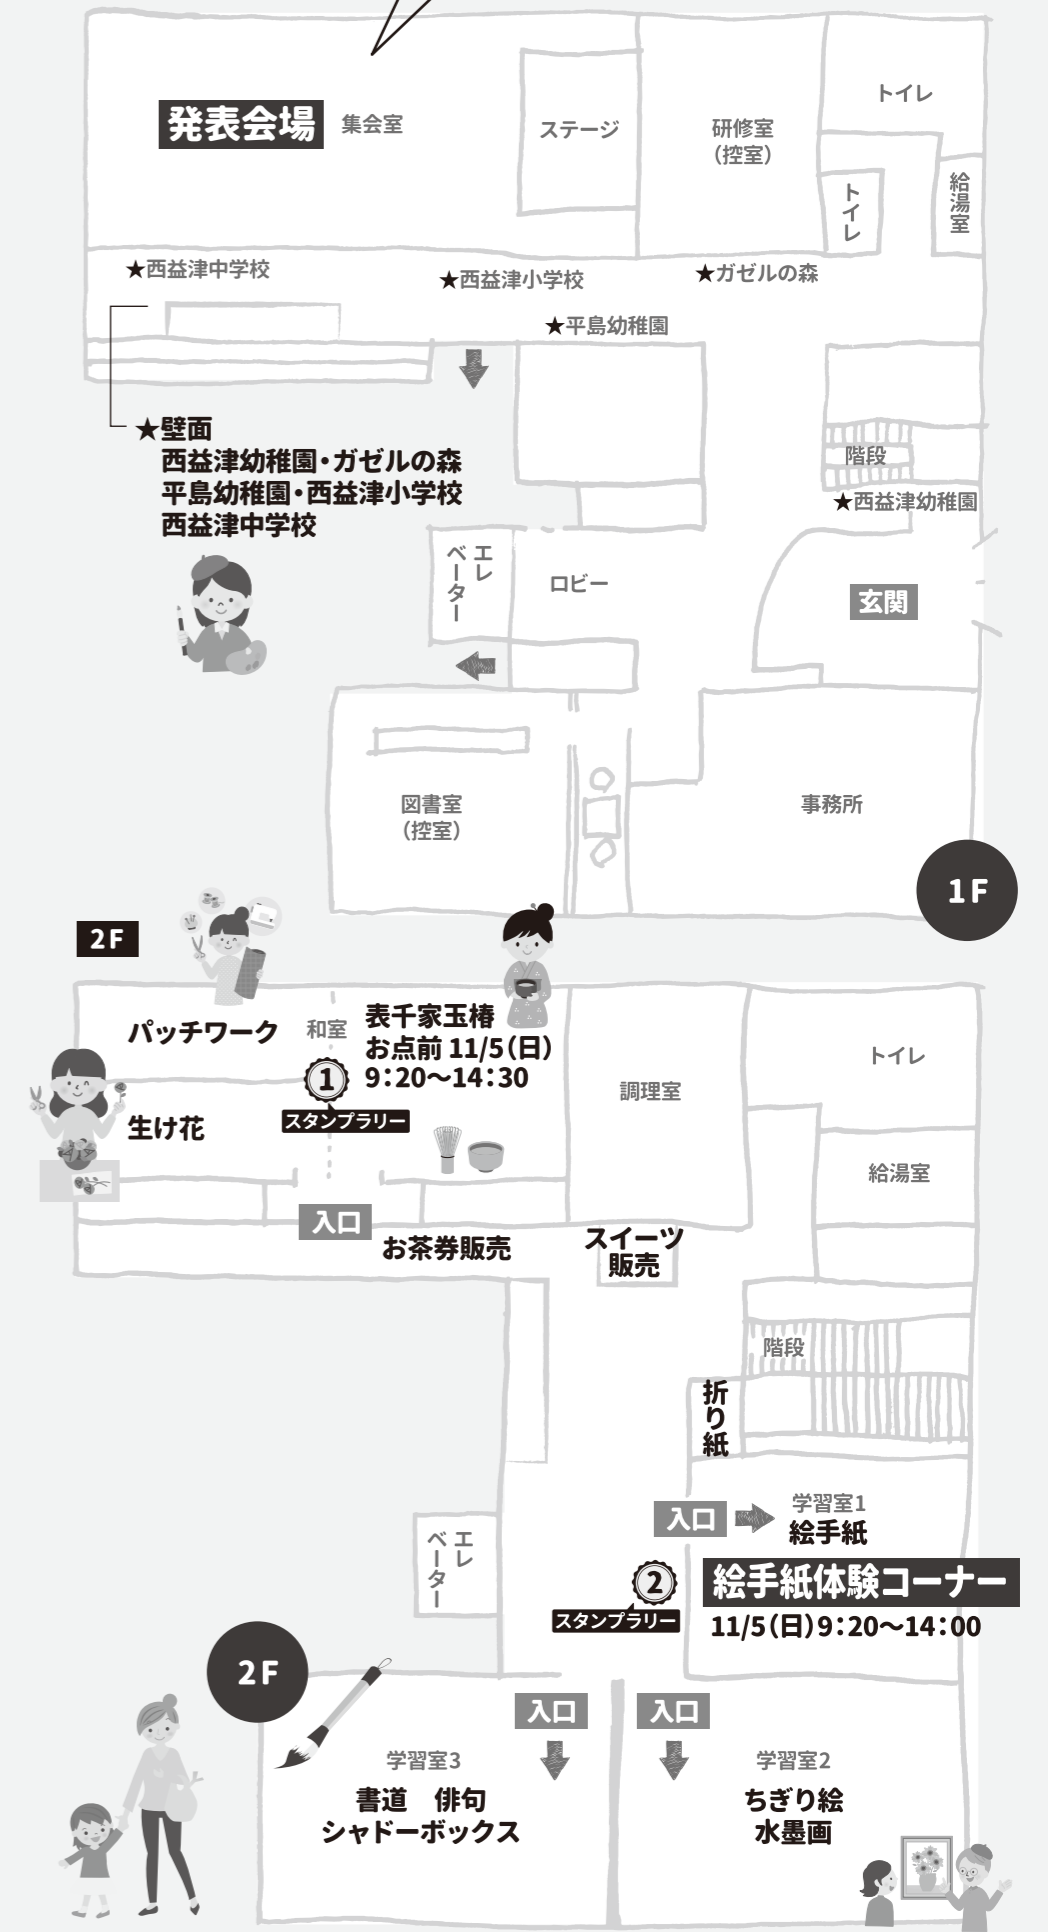 発表会場 集会室
ステージ
研修室
（控室）
トイレ
トイレ
給湯室
★西益津中学校
★西益津小学校
★ガゼルの森
★平島幼稚園
★壁面
西益津幼稚園・ガゼルの森
平島幼稚園・西益津小学校
西益津中学校
階段
★西益津幼稚園
エレベーター
ロビー
玄関
図書室
（控室）
事務所
1F
2F
パッチワーク
和室
表千家玉椿
お点前 11/5（日）
9：20〜14：30
1
スタンプラリー
生け花
調理室
トイレ
給湯室
入口
お茶券販売
スイーツ
販売
階段
折り紙
入口
学習室1
絵手紙
エレベーター
2
スタンプラリー
絵手紙体験コーナー
11/5（日）9：20〜14：00
2F
入口
入口
学習室3
書道　俳句
シャドーボックス
学習室2
ちぎり絵
水墨画